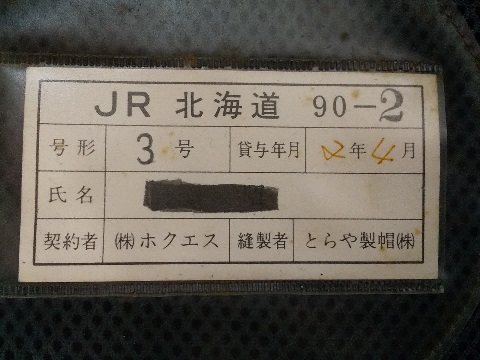 JR 北海道 90-2
号形 3号 貸与年月 2年4月
氏名
契約者 ㈱ホクエス 縫製者 とらや製帽㈱